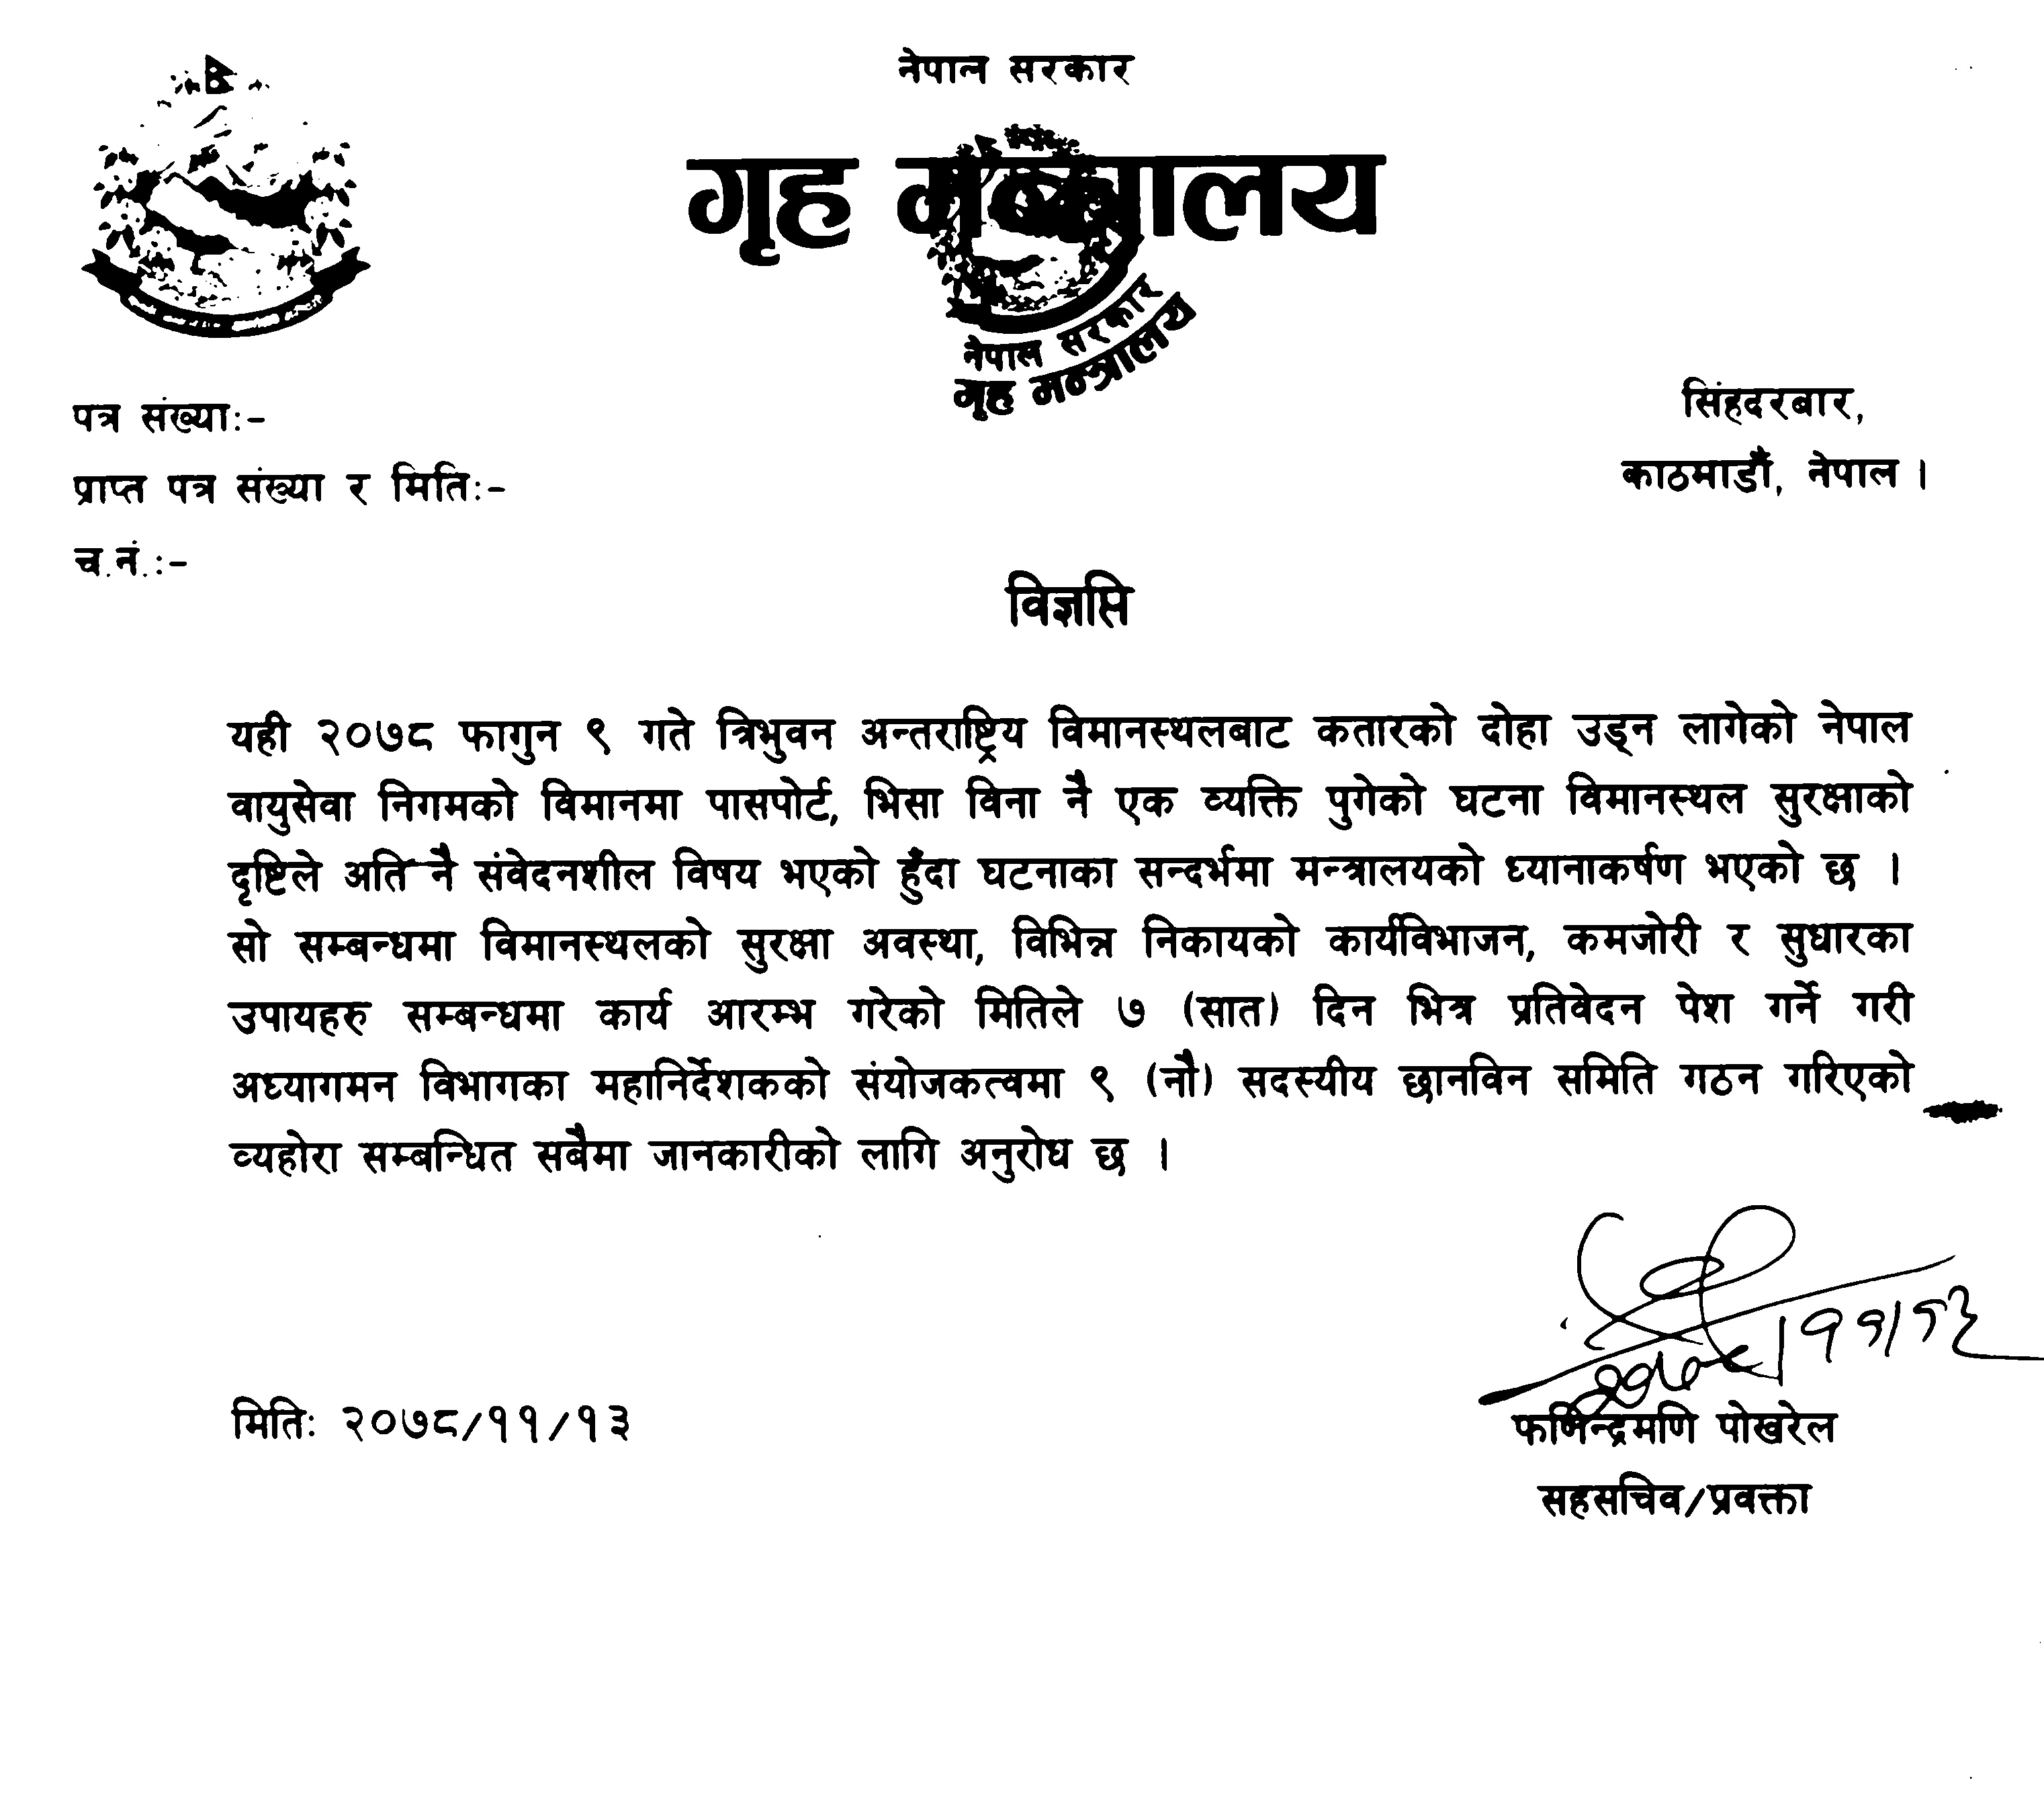 नेपाल सरकार
गृह मन्त्रालय
नेपाल सरकार
गृह मन्त्रालय
सिंहदरबार,
काठमाडौं, नेपाल ।
पत्र संख्याः-
प्राप्त पत्र संख्या र मितिः-
च.नं.:-
विज्ञप्ति
यही २०७८ फागुन ९ गते त्रिभुवन अन्तराष्ट्रिय विमानस्थलबाट कतारको दोहा उड्न लागेको नेपाल
वायुसेवा निगमको विमानमा पासपोर्ट, भिसा विना नै एक व्यक्ति पुगेको घटना विमानस्थल सुरक्षाको
दृष्टिले अति नै संवेदनशील विषय भएको हुँदा घटनाका सन्दर्भमा मन्त्रालयको ध्यानाकर्षण भएको छ ।
सो सम्बन्धमा विमानस्थलको सुरक्षा अवस्था, विभिन्न निकायको कार्यविभाजन, कमजोरी र सुधारका
उपायहरु सम्बन्धमा कार्य आरम्भ गरेको मितिले ७ (सात) दिन भित्र प्रतिवेदन पेश गर्ने गरी
अध्यागमन विभागका महानिर्देशकको संयोजकत्वमा ९ (नौ) सदस्यीय छानविन समिति गठन गरिएको
व्यहोरा सम्बन्धित सबैमा जानकारीको लागि अनुरोध छ ।
२०७८/११/१३
मितिः २०७८/११/१३
फणिन्द्रमणि पोखरेल
सहसचिव/प्रवक्ता